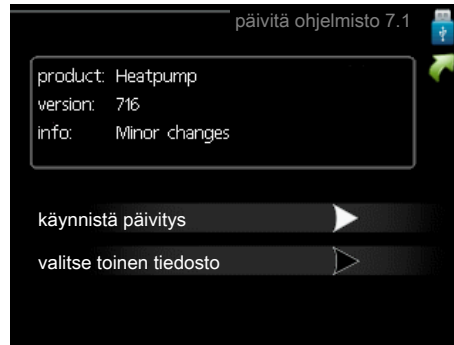 päivitä ohjelmisto 7.1
product: Heatpump
version: 716
info: Minor changes
käynnistä päivitys
valitse toinen tiedosto